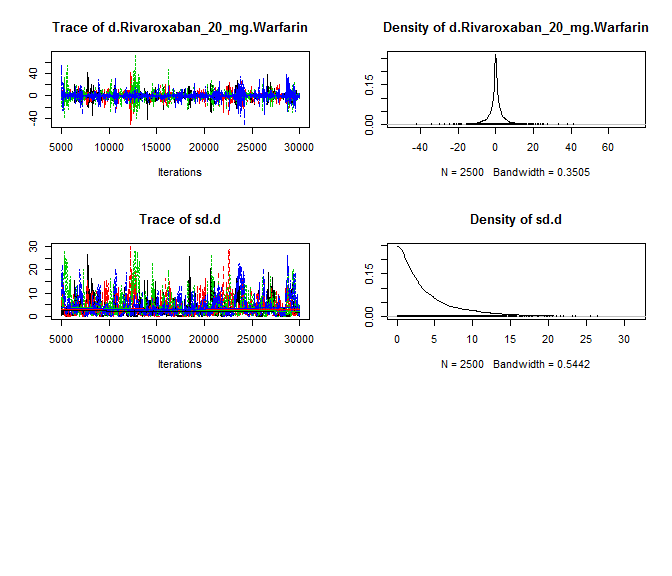 Trace of d.Rivaroxaban_20_mg.Warfarin
Density of d.Rivaroxaban_20_mg.Warfarin
-40 0 40
5000 10000 15000 20000 25000 30000
Iterations
0.00 0.15
-40 -20 0 20 40 60
N = 2500 Bandwidth = 0.3505
Trace of sd.d
Density of sd.d
0 10 20 30
5000 10000 15000 20000 25000 30000
Iterations
0.00 0.15
0 5 10 15 20 25 30
N = 2500 Bandwidth = 0.5442